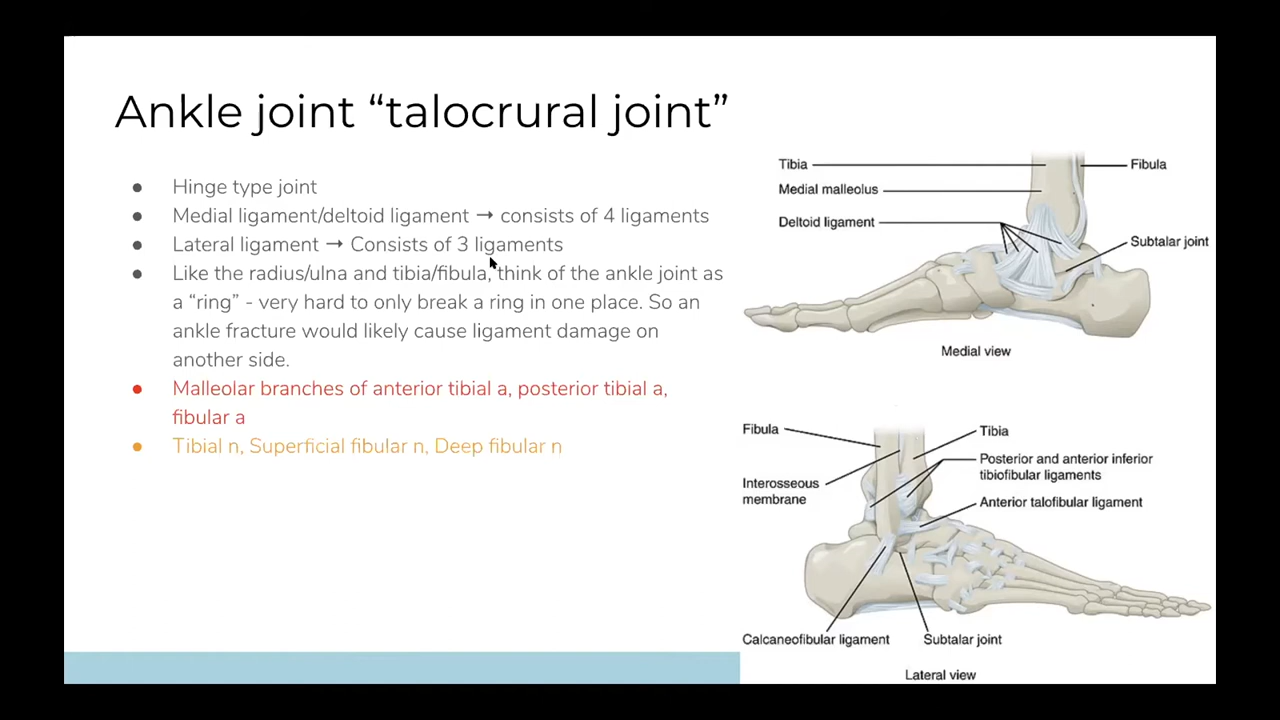 Ankle joint “talocrural joint”
● Hinge type joint
● Medial ligament/deltoid ligament → consists of 4 ligaments
● Lateral ligament → Consists of 3 ligaments
● Like the radius/ulna and tibia/fibula, think of the ankle joint as
a “ring” - very hard to only break a ring in one place. So an
ankle fracture would likely cause ligament damage on
another side.
● Malleolar branches of anterior tibial a, posterior tibial a,
fibular a
● Tibial n, Superficial fibular n, Deep fibular n
Tibia
Fibula
Medial malleolus
Deltoid ligament
Subtalar joint
Medial view
Fibula
Tibia
Posterior and anterior inferior
tibiofibular ligaments
Interosseous
membrane
Anterior talofibular ligament
Calcaneofibular ligament
Subtalar joint
Lateral view